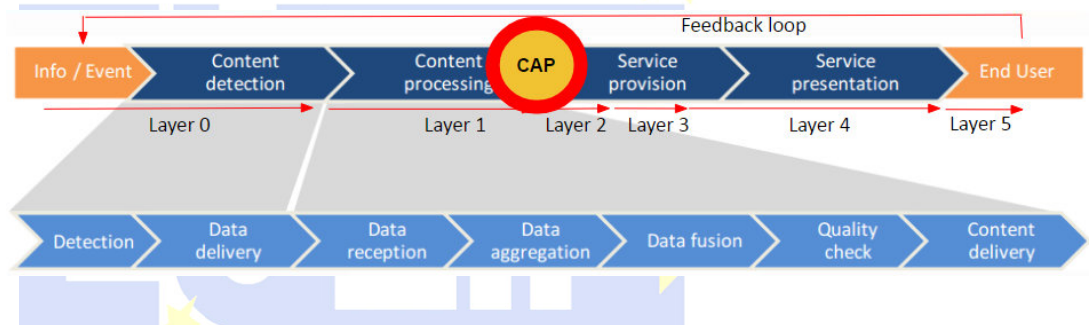 Feedback loop
Info / Event
Content
detection
Content
processing
CAP
Service
provision
Service
presentation
End User
Layer 0
Layer 1
Layer 2
Layer 3
Layer 4
Layer 5
Detection
Data
delivery
Data
reception
Data
aggregation
Data fusion
Quality
check
Content
delivery